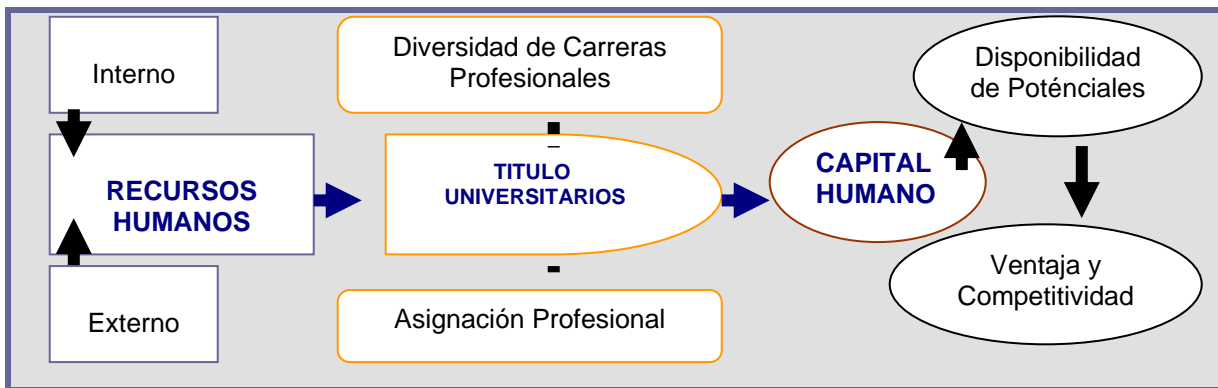 Interno
RECURSOS
HUMANOS
Externo
Diversidad de Carreras
Profesionales
TITULO
UNIVERSITARIOS
Asignación Profesional
CAPITAL
HUMANO
Disponibilidad
de Poténciales
Ventaja y
Competitividad